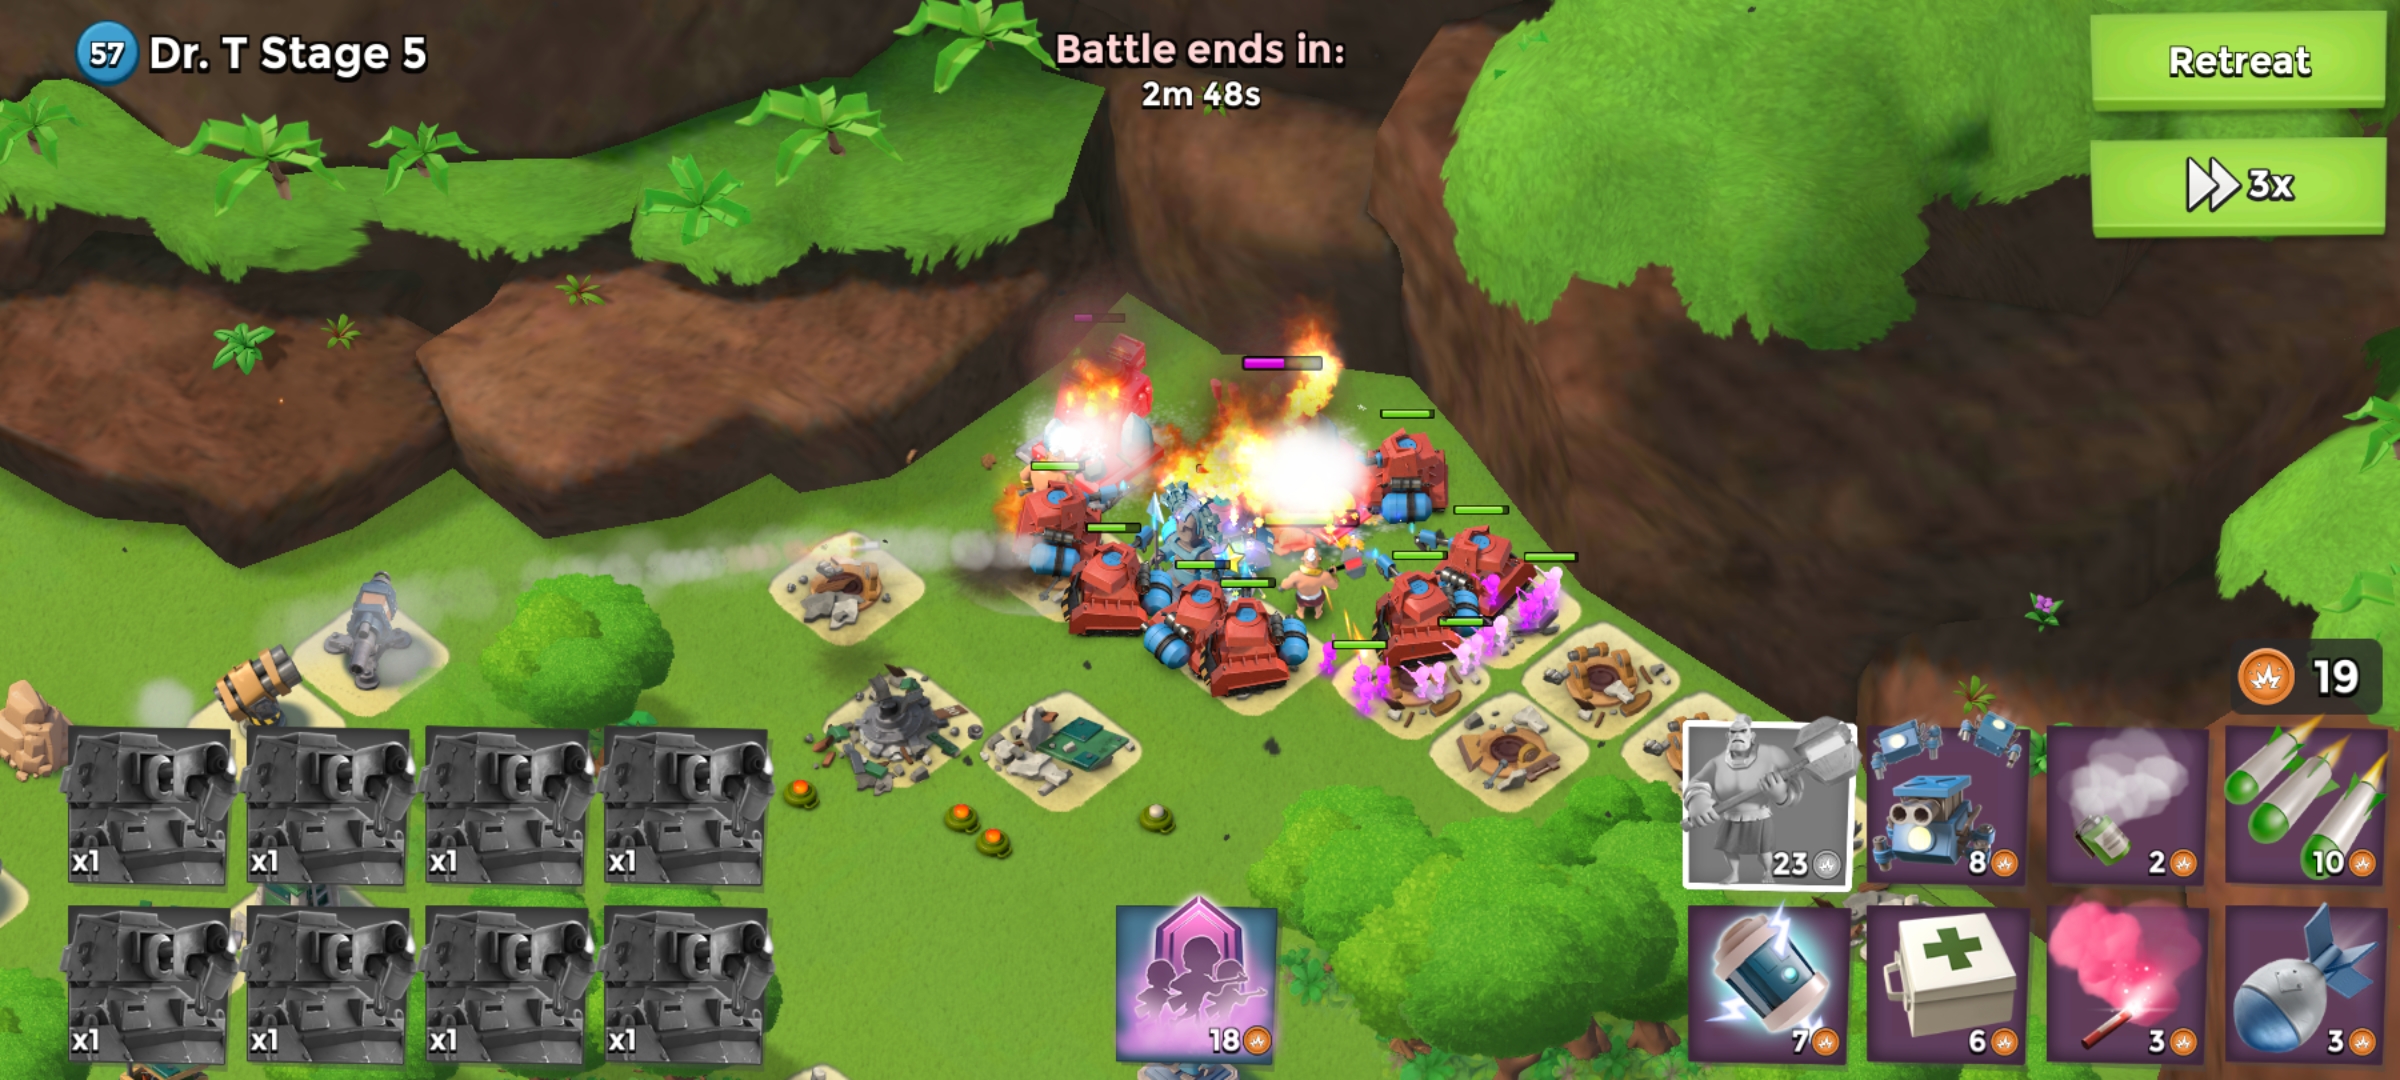 57 Dr. T Stage 5
Battle ends in:
2m 48s
Retreat
3x
19
x1 x1 x1 x1
23 8 2 10
x1 x1 x1 x1
18
7 6 3 3